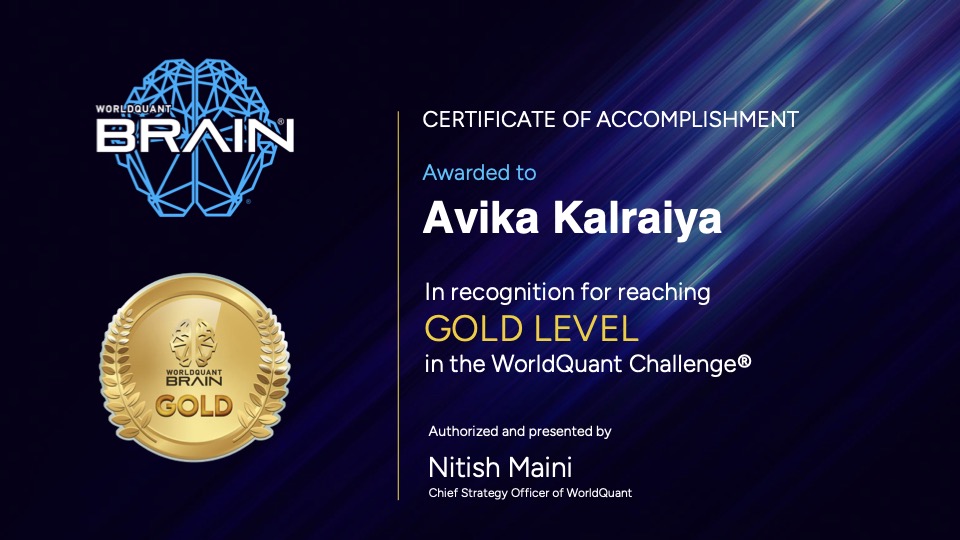 WORLDQUANT
BRAIN®
WORLDQUANT
BRAIN
GOLD
CERTIFICATE OF ACCOMPLISHMENT
Awarded to
Avika Kalraiya
In recognition for reaching
GOLD LEVEL
in the WorldQuant Challenge®
Authorized and presented by
Nitish Maini
Chief Strategy Officer of WorldQuant